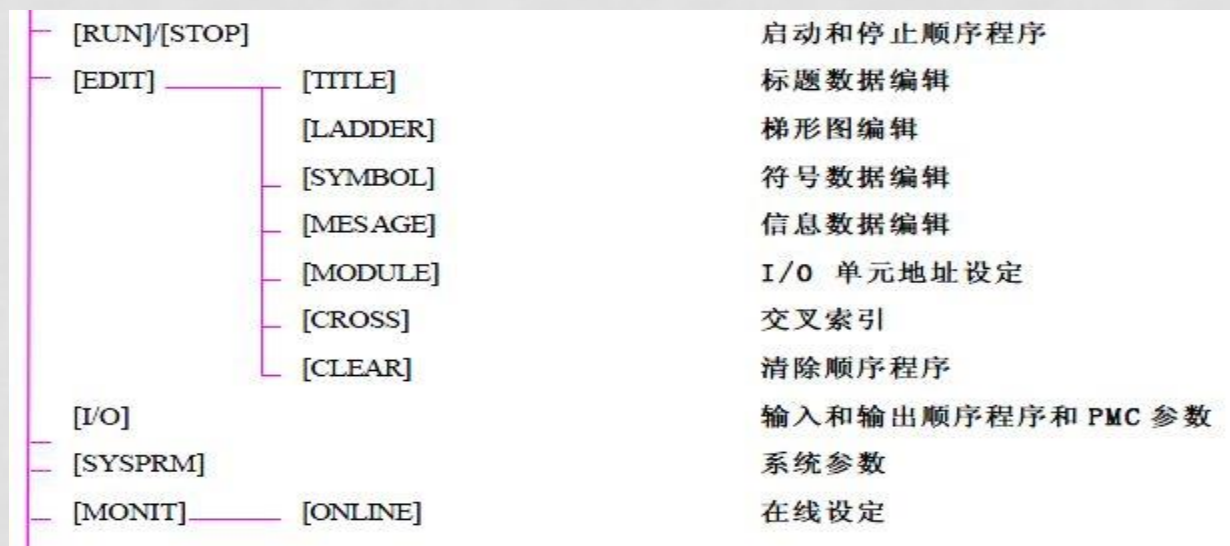 [RUN]/[STOP] 启动和停止顺序程序
[EDIT] [TITLE] 标题数据编辑
[LADDER] 梯形图编辑
[SYMBOL] 符号数据编辑
[MESAGE] 信息数据编辑
[MODULE] I/O 单元地址设定
[CROSS] 交叉索引
[CLEAR] 清除顺序程序
[I/O] 输入和输出顺序程序和 PMC 参数
[SYSPRM] 系统参数
[MONIT] [ONLINE] 在线设定